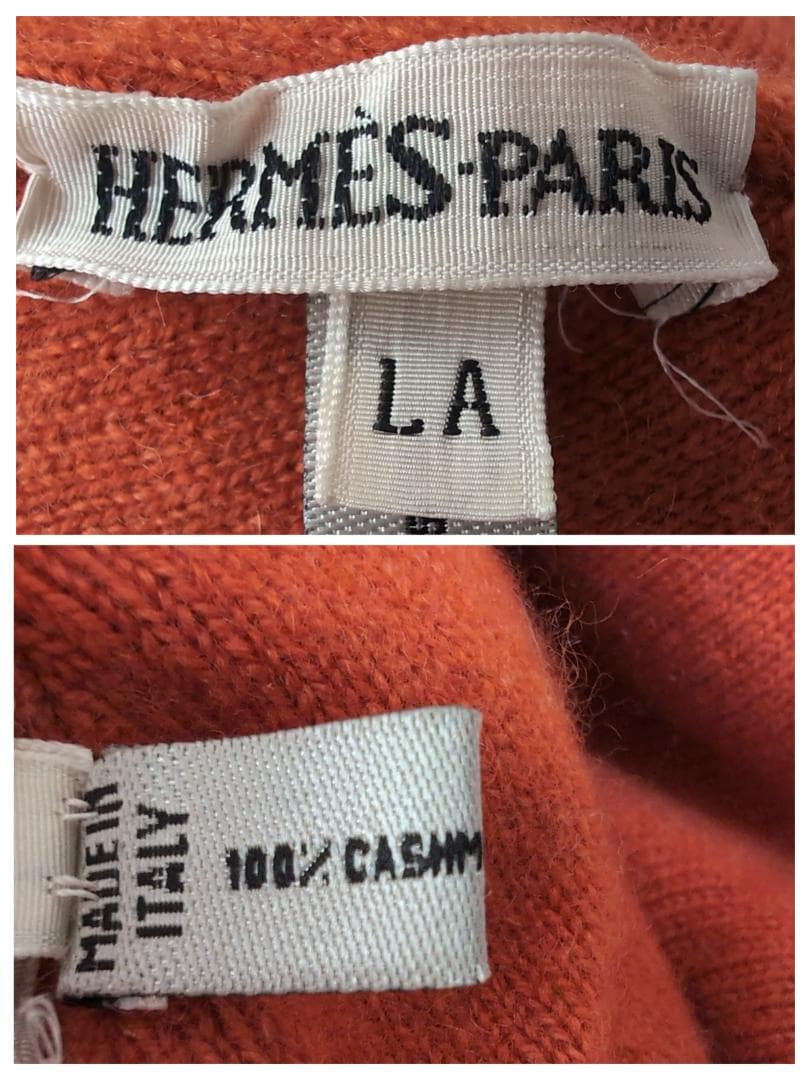 HERMÈS-PARIS
LA
MADE IN
ITALY
100% CASHM